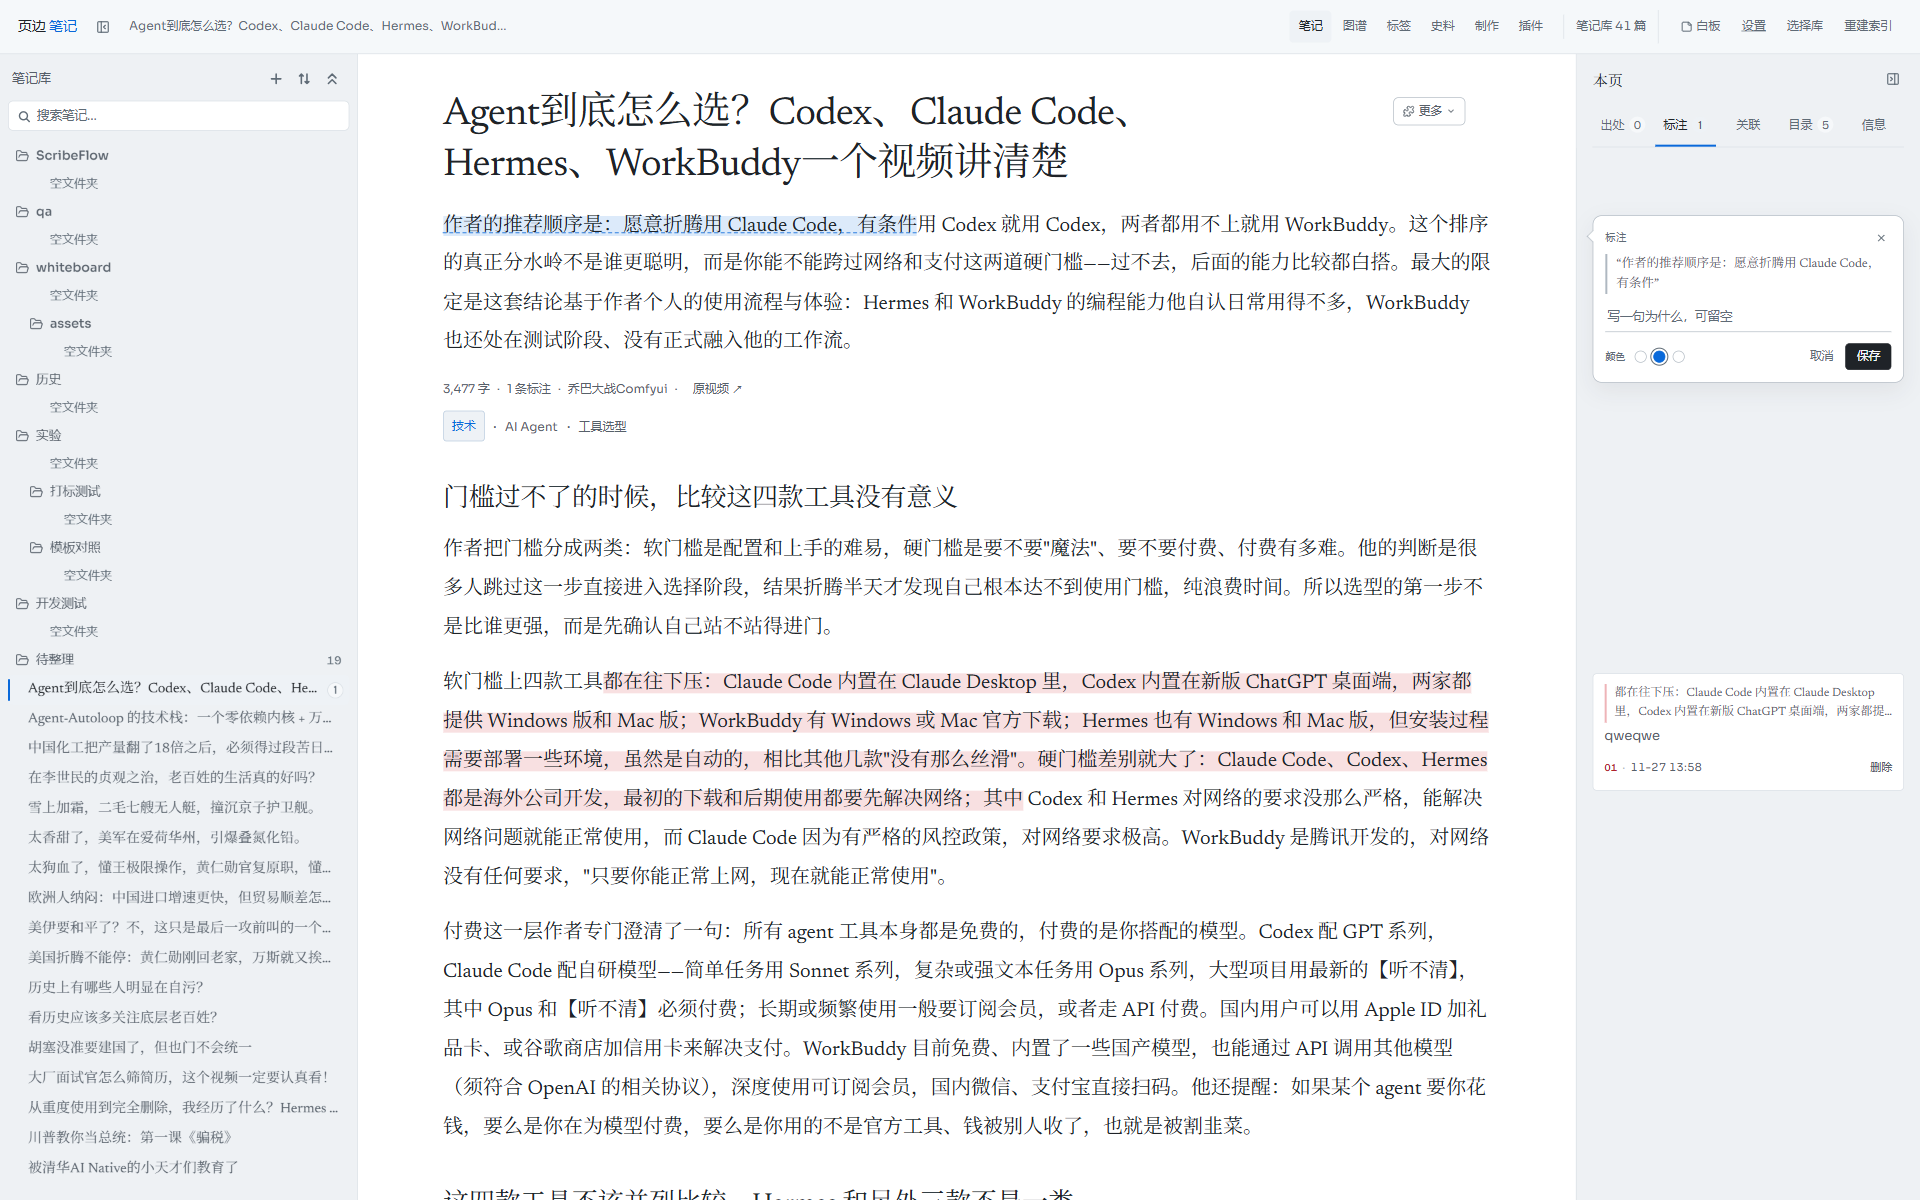 页边 笔记
Agent到底怎么选？Codex、Claude Code、Hermes、WorkBud...
笔记 图谱 标签 史料 制作 插件 笔记库 41 篇 白板 设置 选择库 重建索引
笔记库
搜索笔记...
ScribeFlow
空文件夹
qa
空文件夹
whiteboard
空文件夹
assets
空文件夹
历史
空文件夹
实验
空文件夹
打标测试
空文件夹
模板对照
空文件夹
开发测试
空文件夹
待整理 19
Agent到底怎么选？Codex、Claude Code、He... 1
Agent-Autoloop 的技术栈：一个零依赖内核 + 万...
中国化工把产量翻了18倍之后，必须得过段苦日...
在李世民的贞观之治，老百姓的生活真的好吗？
雪上加霜，二毛七艘无人艇，撞沉京子护卫舰。
太香甜了，美军在爱荷华州，引爆叠氮化铅。
太狗血了，懂王极限操作，黄仁勋官复原职，懂...
欧洲人纳闷：中国进口增速更快，但贸易顺差怎...
美伊要和平了？不，这只是最后一攻前叫的一个...
美国折腾不能停：黄仁勋刚回老家，万斯就又挨...
历史上有哪些人明显在自污？
看历史应该多关注底层老百姓？
胡塞没准要建国了，但也门不会统一
大厂面试官怎么筛简历，这个视频一定要认真看！
从重度使用到完全删除，我经历了什么？Hermes ...
川普教你当总统：第一课《骗税》
被清华AI Native的小天才们教育了
Agent到底怎么选？Codex、Claude Code、
Hermes、WorkBuddy一个视频讲清楚
更多
作者的推荐顺序是：愿意折腾用 Claude Code，有条件用 Codex 就用 Codex，两者都用不上就用 WorkBuddy。这个排序
的真正分水岭不是谁更聪明，而是你能不能跨过网络和支付这两道硬门槛——过不去，后面的能力比较都白搭。最大的限
定是这套结论基于作者个人的使用流程与体验：Hermes 和 WorkBuddy 的编程能力他自认日常用得不多，WorkBuddy
也还处在测试阶段、没有正式融入他的工作流。
3,477 字 · 1 条标注 · 乔巴大战Comfyui · 原视频 ↗
技术 · AI Agent · 工具选型
门槛过不了的时候，比较这四款工具没有意义
作者把门槛分成两类：软门槛是配置和上手的难易，硬门槛是要不要"魔法"、要不要付费、付费有多难。他的判断是很
多人跳过这一步直接进入选择阶段，结果折腾半天才发现自己根本达不到使用门槛，纯浪费时间。所以选型的第一步不
是比谁更强，而是先确认自己站不站得进门。
软门槛上四款工具都在往下压：Claude Code 内置在 Claude Desktop 里，Codex 内置在新版 ChatGPT 桌面端，两家都
提供 Windows 版和 Mac 版；WorkBuddy 有 Windows 或 Mac 官方下载；Hermes 也有 Windows 和 Mac 版，但安装过程
需要部署一些环境，虽然是自动的，相比其他几款"没有那么丝滑"。硬门槛差别就大了：Claude Code、Codex、Hermes
都是海外公司开发，最初的下载和后期使用都要先解决网络；其中 Codex 和 Hermes 对网络的要求没那么严格，能解决
网络问题就能正常使用，而 Claude Code 因为有严格的风控政策，对网络要求极高。WorkBuddy 是腾讯开发的，对网络
没有任何要求，"只要你能正常上网，现在就能正常使用"。
付费这一层作者专门澄清了一句：所有 agent 工具本身都是免费的，付费的是你搭配的模型。Codex 配 GPT 系列，
Claude Code 配自研模型——简单任务用 Sonnet 系列，复杂或强文本任务用 Opus 系列，大型项目用最新的【听不清】，
其中 Opus 和【听不清】必须付费；长期或频繁使用一般要订阅会员，或者走 API 付费。国内用户可以用 Apple ID 加礼
品卡、或谷歌商店加信用卡来解决支付。WorkBuddy 目前免费、内置了一些国产模型，也能通过 API 调用其他模型
（须符合 OpenAI 的相关协议），深度使用可订阅会员，国内微信、支付宝直接扫码。他还提醒：如果某个 agent 要你花
钱，要么是你在为模型付费，要么是你用的不是官方工具、钱被别人收了，也就是被割韭菜。
这四款工具不该并列比较，Hermes 和另外三款不是一类
本页
出处 0 标注 1 关联 目录 5 信息
标注
“作者的推荐顺序是：愿意折腾用 Claude Code，
有条件”
写一句为什么，可留空
颜色 取消 保存
都在往下压：Claude Code 内置在 Claude Desktop
里，Codex 内置在新版 ChatGPT 桌面端，两家都提...
qweqwe
01 · 11-27 13:58 删除